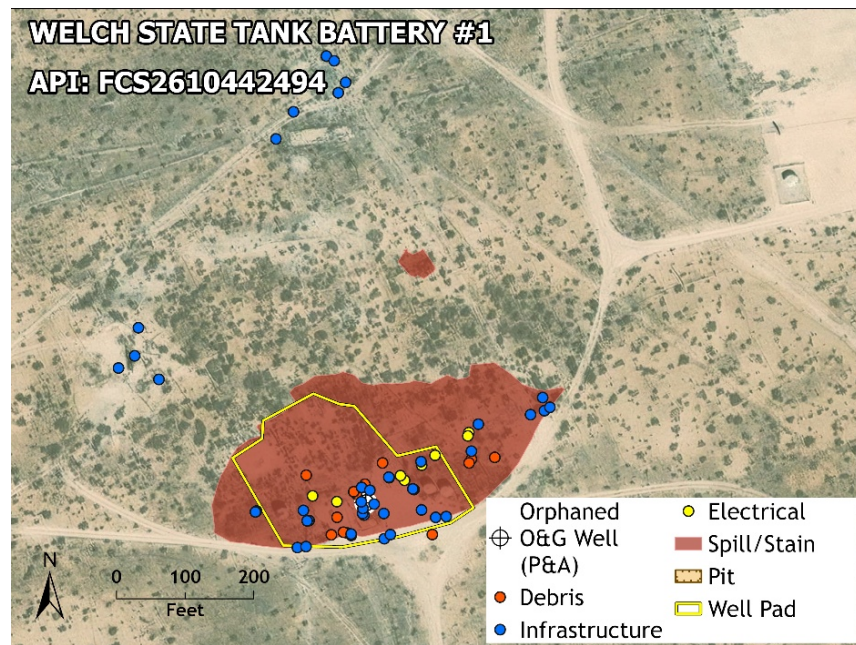 WELCH STATE TANK BATTERY #1
API: FCS2610442494
N
0 100 200
Feet
Orphaned
O&G Well
(P&A)
Debris
Infrastructure
Electrical
Spill/Stain
Pit
Well Pad